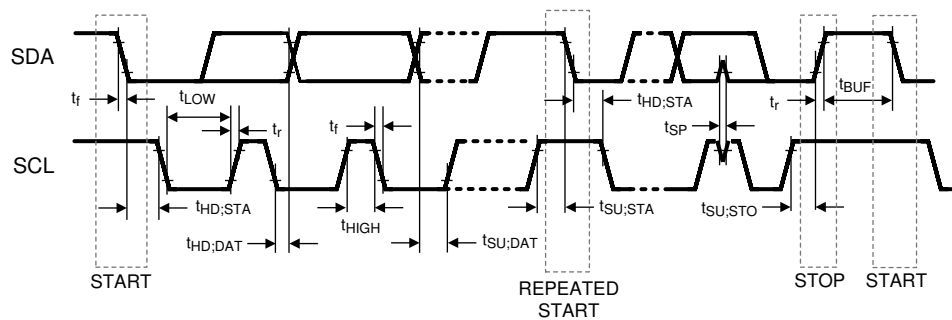 SDA
t_f
t_LOW
t_r
t_f
t_HD;STA
t_SP
t_r
t_BUF
SCL
t_HD;STA
t_HD;DAT
t_HIGH
t_SU;DAT
t_SU;STA
t_SU;STO
START
REPEATED
START
STOP
START